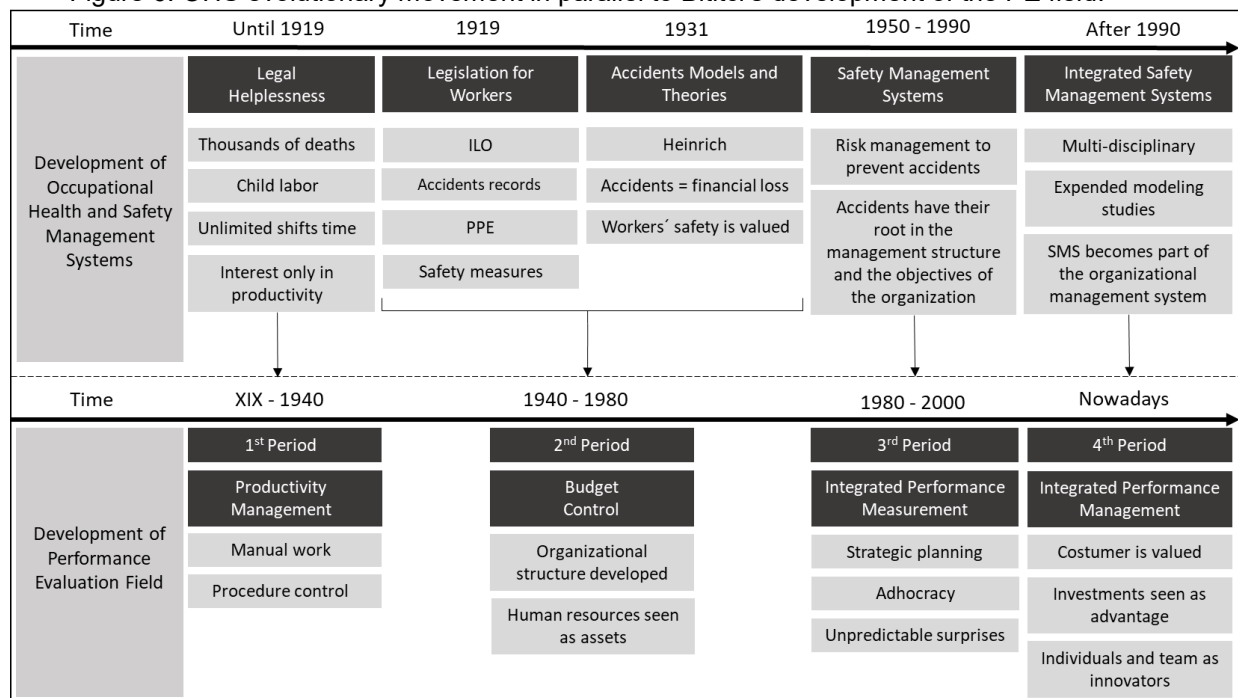 evolutionary movement in parallel to development of the PE field.
Time
Until 1919
1919
1931
1950 - 1990
After 1990
Development of
Occupational
Health and Safety
Management
Systems
Legal
Helplessness
Thousands of deaths
Child labor
Unlimited shifts time
Interest only in
productivity
Legislation for
Workers
ILO
Accidents records
PPE
Safety measures
Accidents Models and
Theories
Heinrich
Accidents = financial loss
Workers´ safety is valued
Safety Management
Systems
Risk management to
prevent accidents
Accidents have their
root in the
management structure
and the objectives of
the organization
Integrated Safety
Management Systems
Multi-disciplinary
Expended modeling
studies
SMS becomes part of
the organizational
management system
Time
XIX - 1940
1940 - 1980
1980 - 2000
Nowadays
Development of
Performance
Evaluation Field
1st Period
Productivity
Management
Manual work
Procedure control
2nd Period
Budget
Control
Organizational
structure developed
Human resources seen
as assets
3rd Period
Integrated Performance
Measurement
Strategic planning
Adhocracy
Unpredictable surprises
4th Period
Integrated Performance
Management
Costumer is valued
Investments seen as
advantage
Individuals and team as
innovators